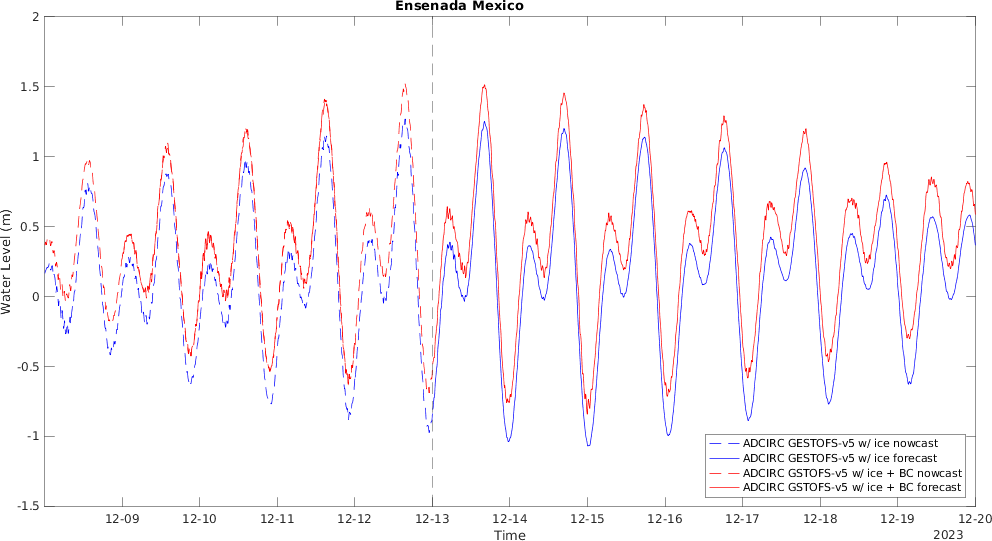 Ensenada Mexico
2
1.5
1
0.5
0
-0.5
-1
-1.5
Water Level (m)
ADCIRC GESTOFS-v5 w/ ice nowcast
ADCIRC GESTOFS-v5 w/ ice forecast
ADCIRC GSTOFS-v5 w/ ice + BC nowcast
ADCIRC GSTOFS-v5 w/ ice + BC forecast
12-09 12-10 12-11 12-12 12-13 12-14 12-15 12-16 12-17 12-18 12-19 12-20
Time
2023